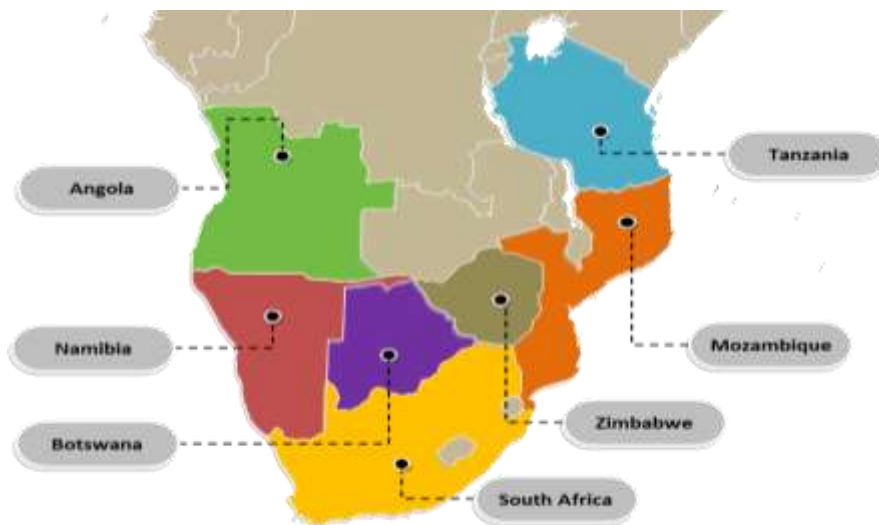 Tanzania
Angola
Namibia
Mozambique
Zimbabwe
Botswana
South Africa